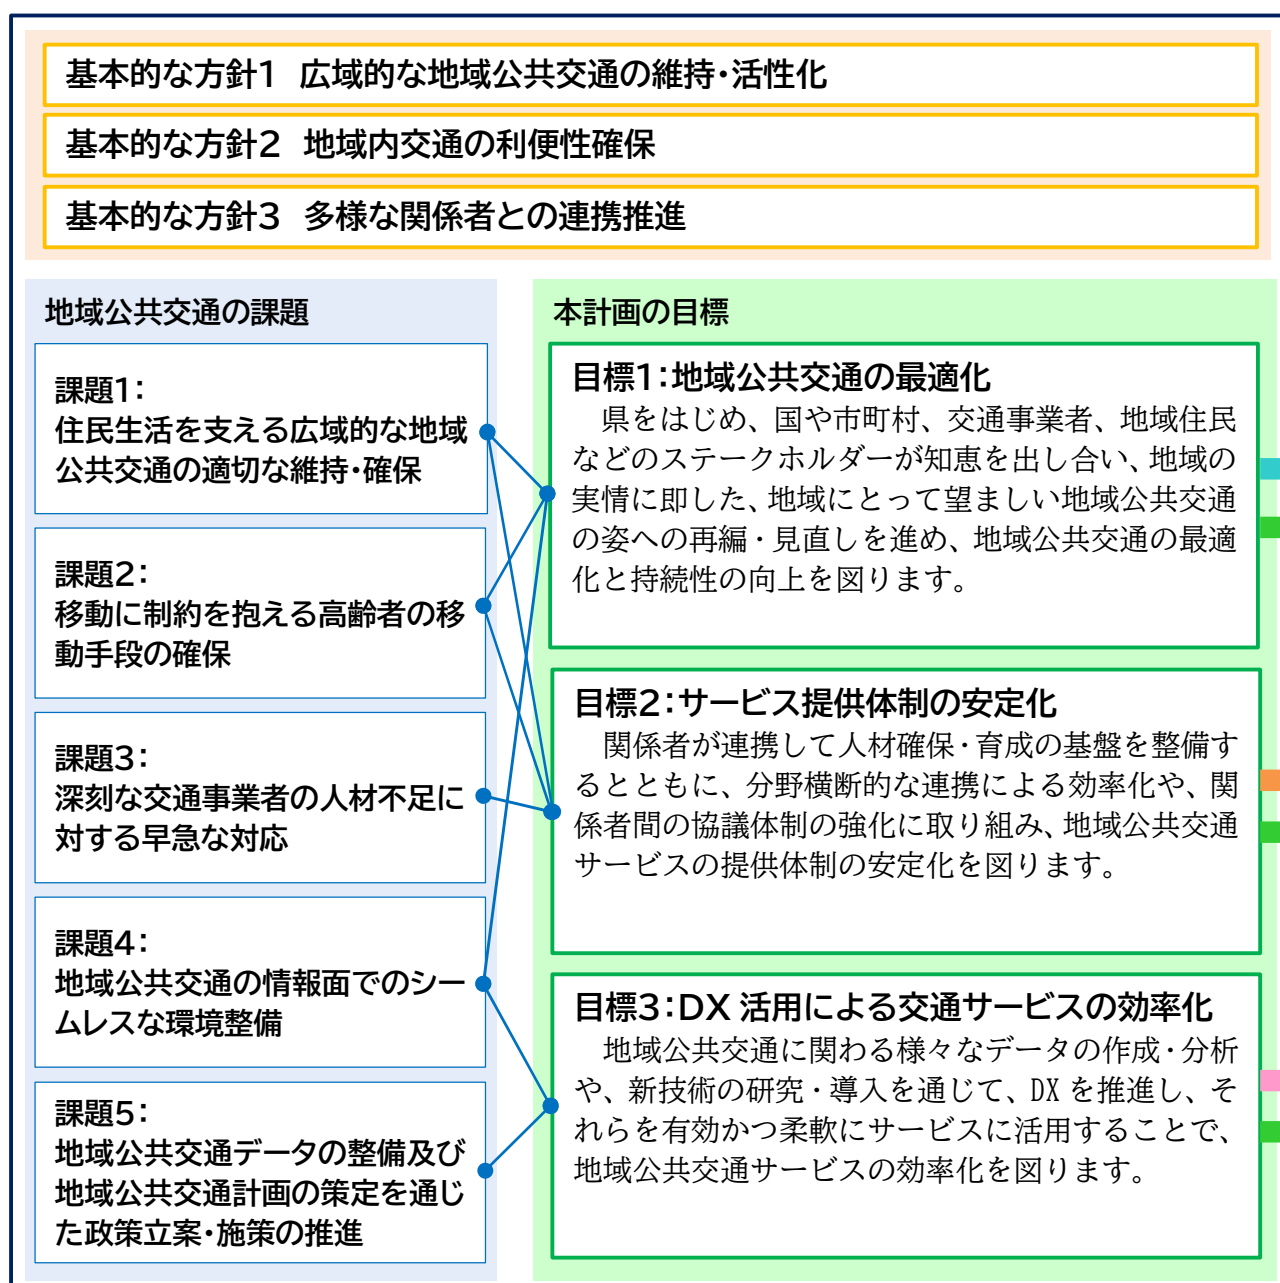 基本的な方針1 広域的な地域公共交通の維持・活性化
基本的な方針2 地域内交通の利便性確保
基本的な方針3 多様な関係者との連携推進
地域公共交通の課題
課題1：
住民生活を支える広域的な地域
公共交通の適切な維持・確保
課題2：
移動に制約を抱える高齢者の移
動手段の確保
課題3：
深刻な交通事業者の人材不足に
対する早急な対応
課題4：
地域公共交通の情報面でのシー
ムレスな環境整備
課題5：
地域公共交通データの整備及び
地域公共交通計画の策定を通じ
た政策立案・施策の推進
本計画の目標
目標1：地域公共交通の最適化
県をはじめ、国や市町村、交通事業者、地域住民
などのステークホルダーが知恵を出し合い、地域の
実情に即した、地域にとって望ましい地域公共交通
の姿への再編・見直しを進め、地域公共交通の最適
化と持続性の向上を図ります。
目標2：サービス提供体制の安定化
関係者が連携して人材確保・育成の基盤を整備す
るとともに、分野横断的な連携による効率化や、関
係者間の協議体制の強化に取り組み、地域公共交通
サービスの提供体制の安定化を図ります。
目標3：DX 活用による交通サービスの効率化
地域公共交通に関わる様々なデータの作成・分析
や、新技術の研究・導入を通じて、DX を推進し、そ
れらを有効かつ柔軟にサービスに活用することで、
地域公共交通サービスの効率化を図ります。